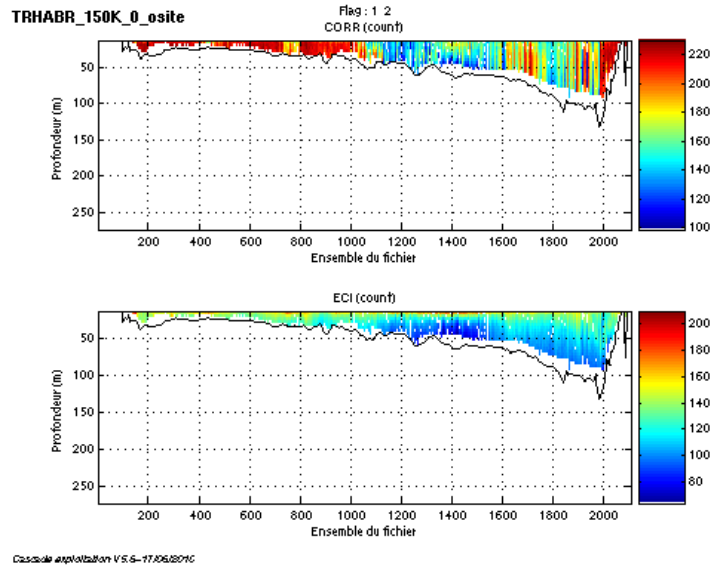 TRHABR_150K_0_osite
Flag : 1 2
CORR (count)
50
100
150
200
250
Profondeur (m)
200 400 600 800 1000 1200 1400 1600 1800 2000
Ensemble du fichier
220
200
180
160
140
120
100
ECI (count)
50
100
150
200
250
Profondeur (m)
200 400 600 800 1000 1200 1400 1600 1800 2000
Ensemble du fichier
200
180
160
140
120
100
80
Cascade exploitation V 5.6-17/06/2010